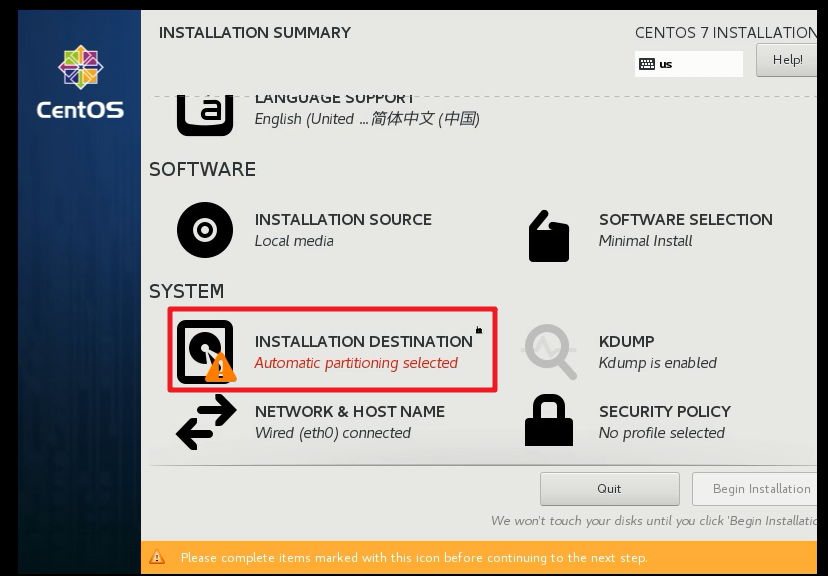 INSTALLATION SUMMARY
CENTOS 7 INSTALLATION
us
Help!
CentOS
LANGUAGE SUPPORT
English (United ...简体中文 (中国)
SOFTWARE
INSTALLATION SOURCE
Local media
SOFTWARE SELECTION
Minimal Install
SYSTEM
INSTALLATION DESTINATION
Automatic partitioning selected
KDUMP
Kdump is enabled
NETWORK & HOST NAME
Wired (eth0) connected
SECURITY POLICY
No profile selected
Quit
Begin Installation
We won't touch your disks until you click 'Begin Installatio
Please complete items marked with this icon before continuing to the next step.